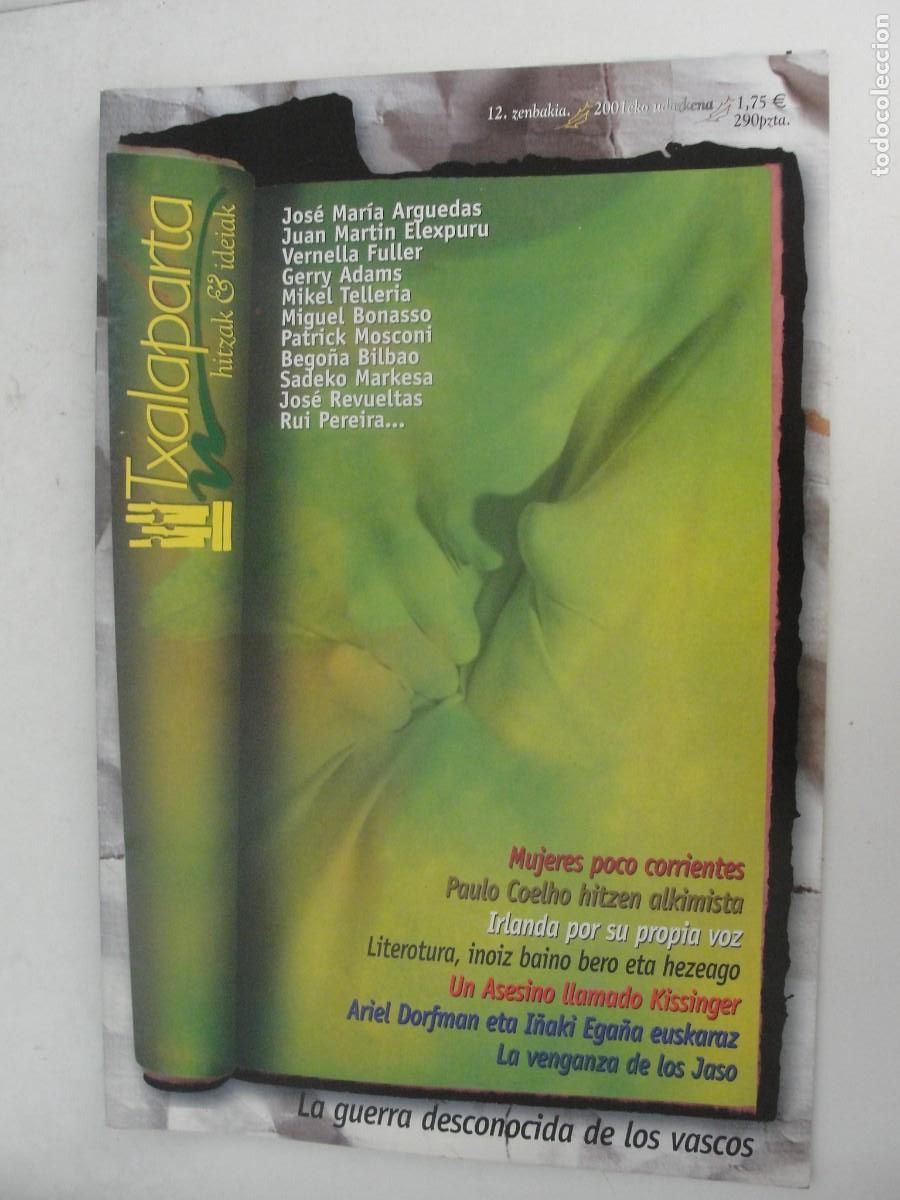 12. zenbakia. 2001eko udazkena 1,75 €
290pzta.
Txalaparta
hitzak & ideiak
José María Arguedas
Juan Martin Elexpuru
Vernella Fuller
Gerry Adams
Mikel Telleria
Miguel Bonasso
Patrick Mosconi
Begoña Bilbao
Sadeko Markesa
José Revueltas
Rui Pereira...
Mujeres poco corrientes
Paulo Coelho hitzen alkimista
Irlanda por su propia voz
Literotura, inoiz baino bero eta hezeago
Un Asesino llamado Kissinger
Ariel Dorfman eta Iñaki Egaña euskaraz
La venganza de los Jaso
La guerra desconocida de los vascos
todocoleccion